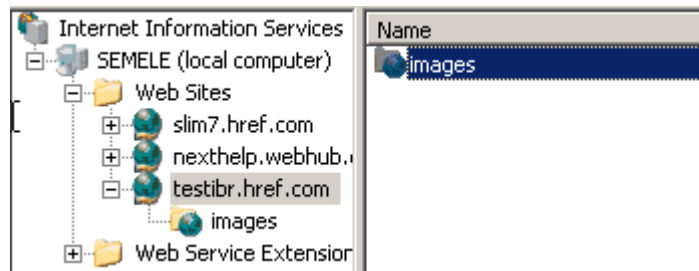 Internet Information Services
SEMELE (local computer)
Web Sites
slim7.href.com
nexthelp.webhub.
testibr.href.com
images
Web Service Extension
Name
images